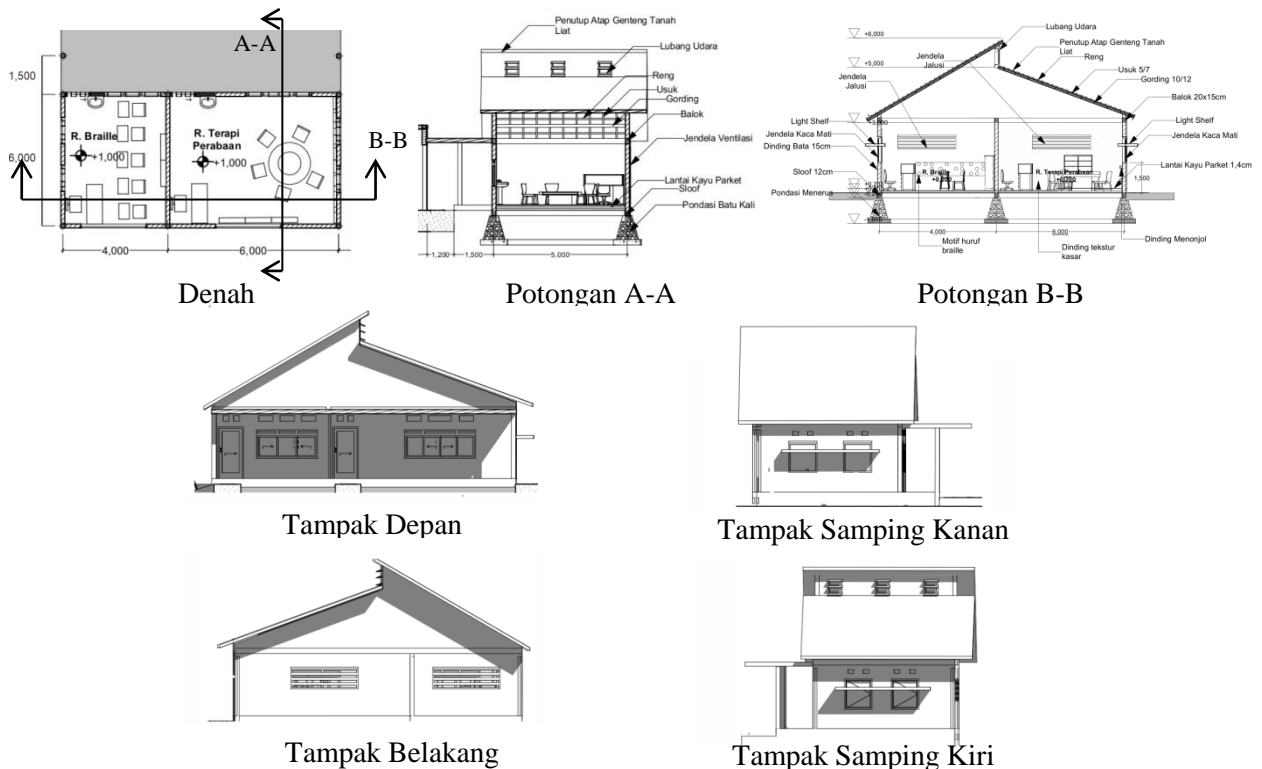 A-A
1,500
R. Braille
+1,000
R. Terapi
Perabaan
+1,000
6,000
B-B
4,000
6,000
Denah
Penutup Atap Genteng Tanah
Liat
Lubang Udara
Reng
Usuk
Gording
Balok
Jendela Ventilasi
Lantai Kayu Parket
Sloof
Pondasi Batu Kali
1,200
1,500
5,000
Potongan A-A
+6,000
Lubang Udara
Penutup Atap Genteng Tanah
Liat
Jendela
Jalusi
+5,000
Reng
Usuk 5/7
Gording 10/12
Jendela
Jalusi
Balok 20x15cm
Light Shelf
Light Shelf
Jendela Kaca Mati
Jendela Kaca Mati
Dinding Bata 15cm
Lantai Kayu Parket 1,4cm
Sloof 12cm
R. Braille
+0,200
R. Terapi Perabaan
+0,200
1,500
Pondasi Menerus
4,000
6,000
Motif huruf
braille
Dinding tekstur
kasar
Dinding Menonjol
Potongan B-B
Tampak Depan
Tampak Samping Kanan
Tampak Belakang
Tampak Samping Kiri